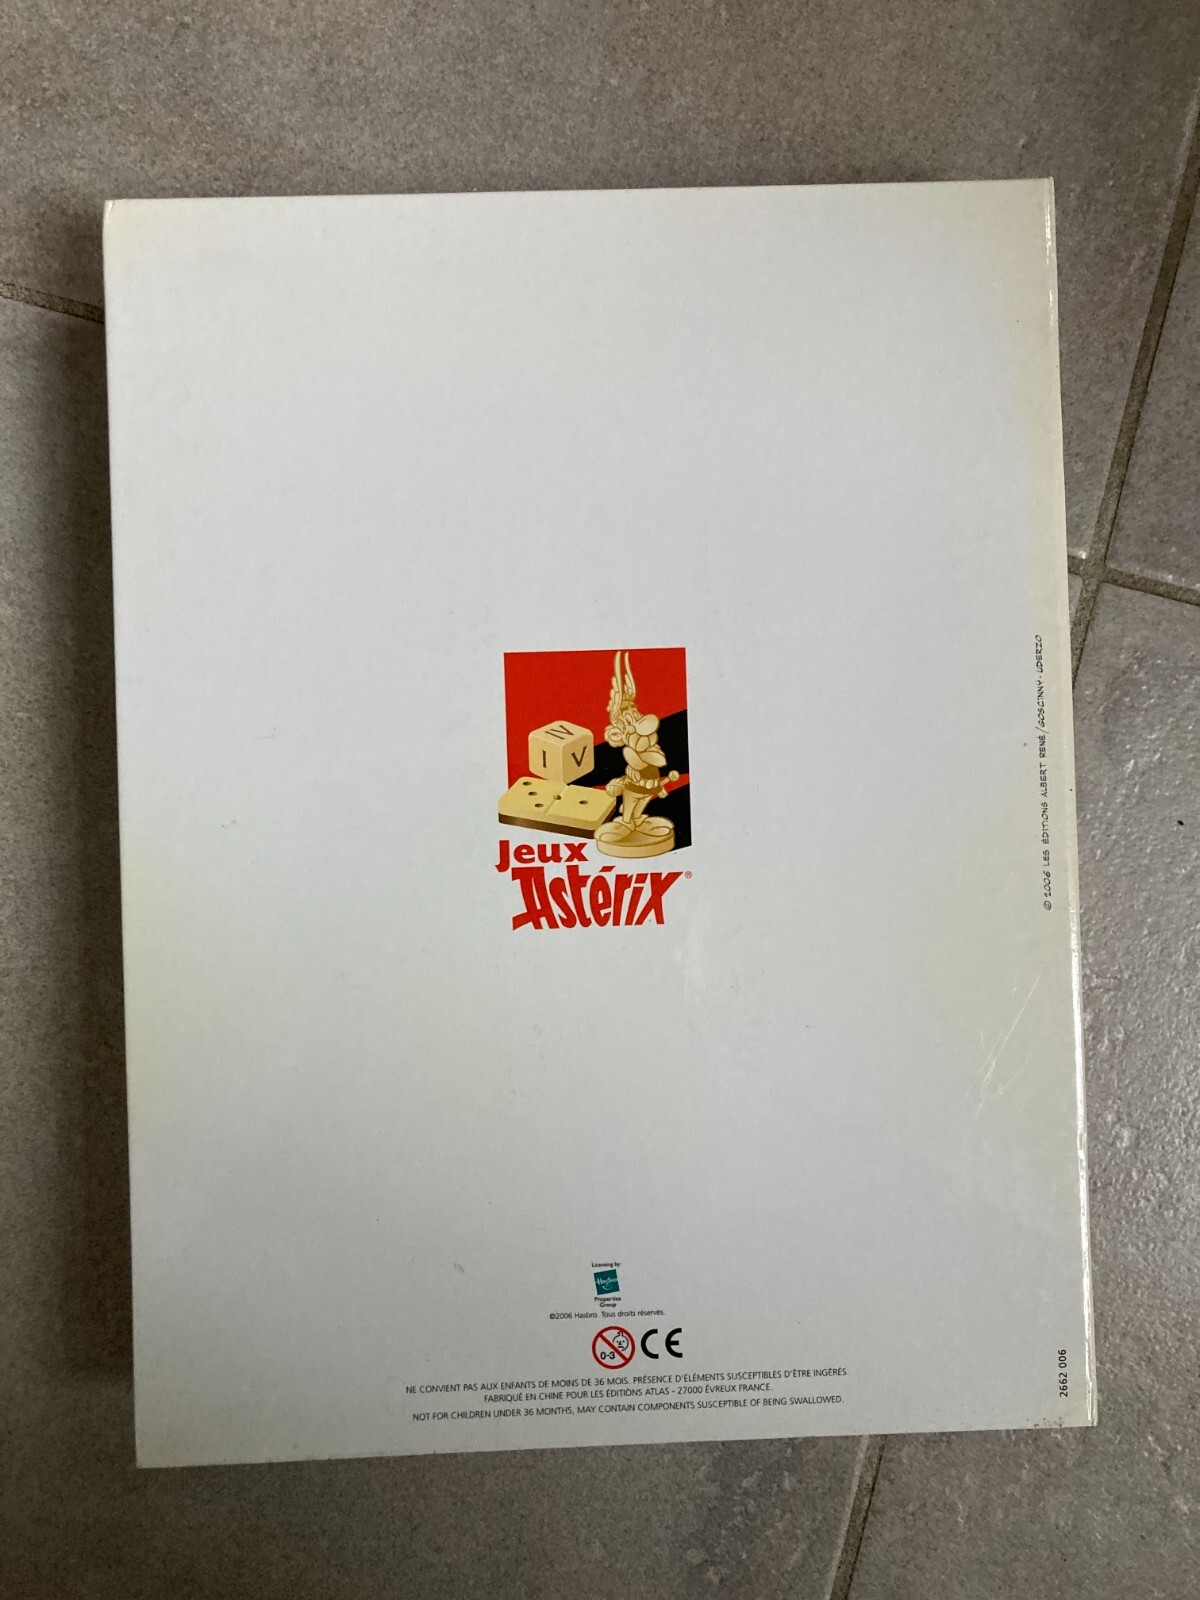 IV
I V
Jeux
Astérix®
© 2006 LES ÉDITIONS ALBERT RENÉ/GOSCINNY-UDERZO
Licensing by:
Hasbro
Properties
Group
©2006 Hasbro. Tous droits réservés.
0-3 CE
NE CONVIENT PAS AUX ENFANTS DE MOINS DE 36 MOIS. PRÉSENCE D'ÉLÉMENTS SUSCEPTIBLES D'ÊTRE INGÉRÉS.
FABRIQUÉ EN CHINE POUR LES ÉDITIONS ATLAS - 27000 ÉVREUX FRANCE.
NOT FOR CHILDREN UNDER 36 MONTHS, MAY CONTAIN COMPONENTS SUSCEPTIBLE OF BEING SWALLOWED.
2662 006